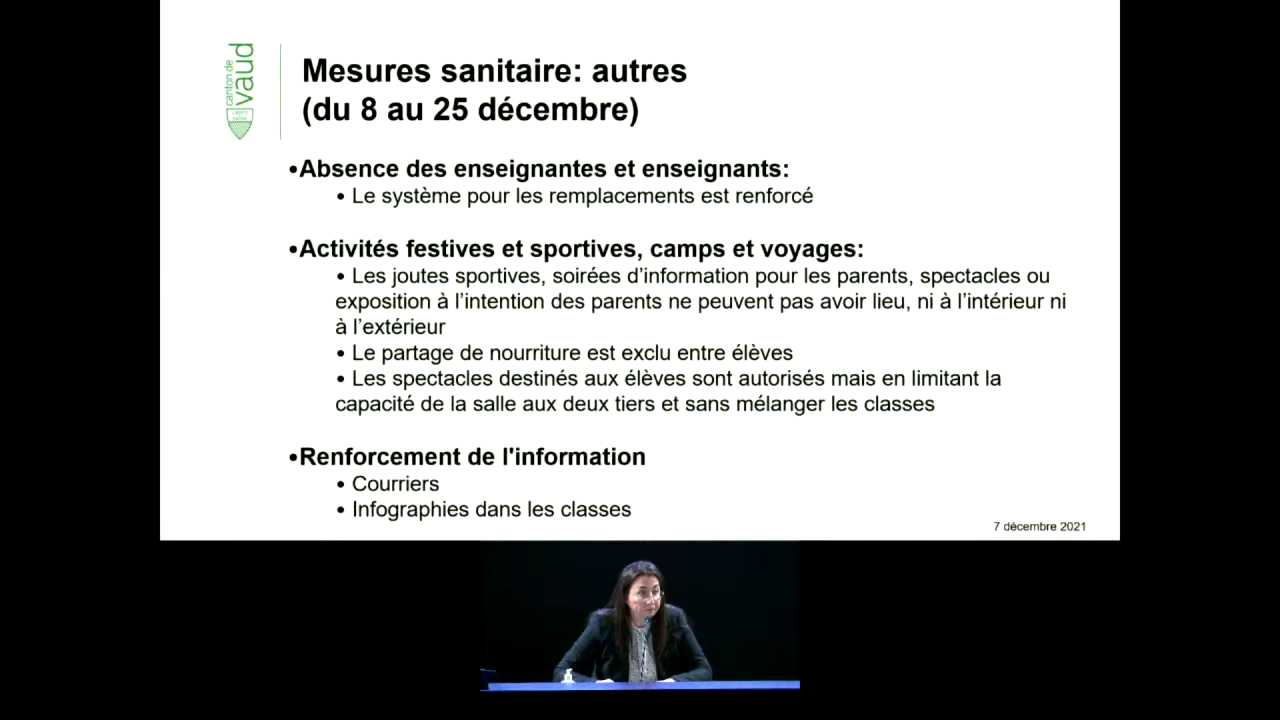 canton de
vaud
Mesures sanitaire: autres
(du 8 au 25 décembre)
•Absence des enseignantes et enseignants:
• Le système pour les remplacements est renforcé
•Activités festives et sportives, camps et voyages:
• Les joutes sportives, soirées d’information pour les parents, spectacles ou
exposition à l’intention des parents ne peuvent pas avoir lieu, ni à l’intérieur ni
à l’extérieur
• Le partage de nourriture est exclu entre élèves
• Les spectacles destinés aux élèves sont autorisés mais en limitant la
capacité de la salle aux deux tiers et sans mélanger les classes
•Renforcement de l'information
• Courriers
• Infographies dans les classes
7 décembre 2021